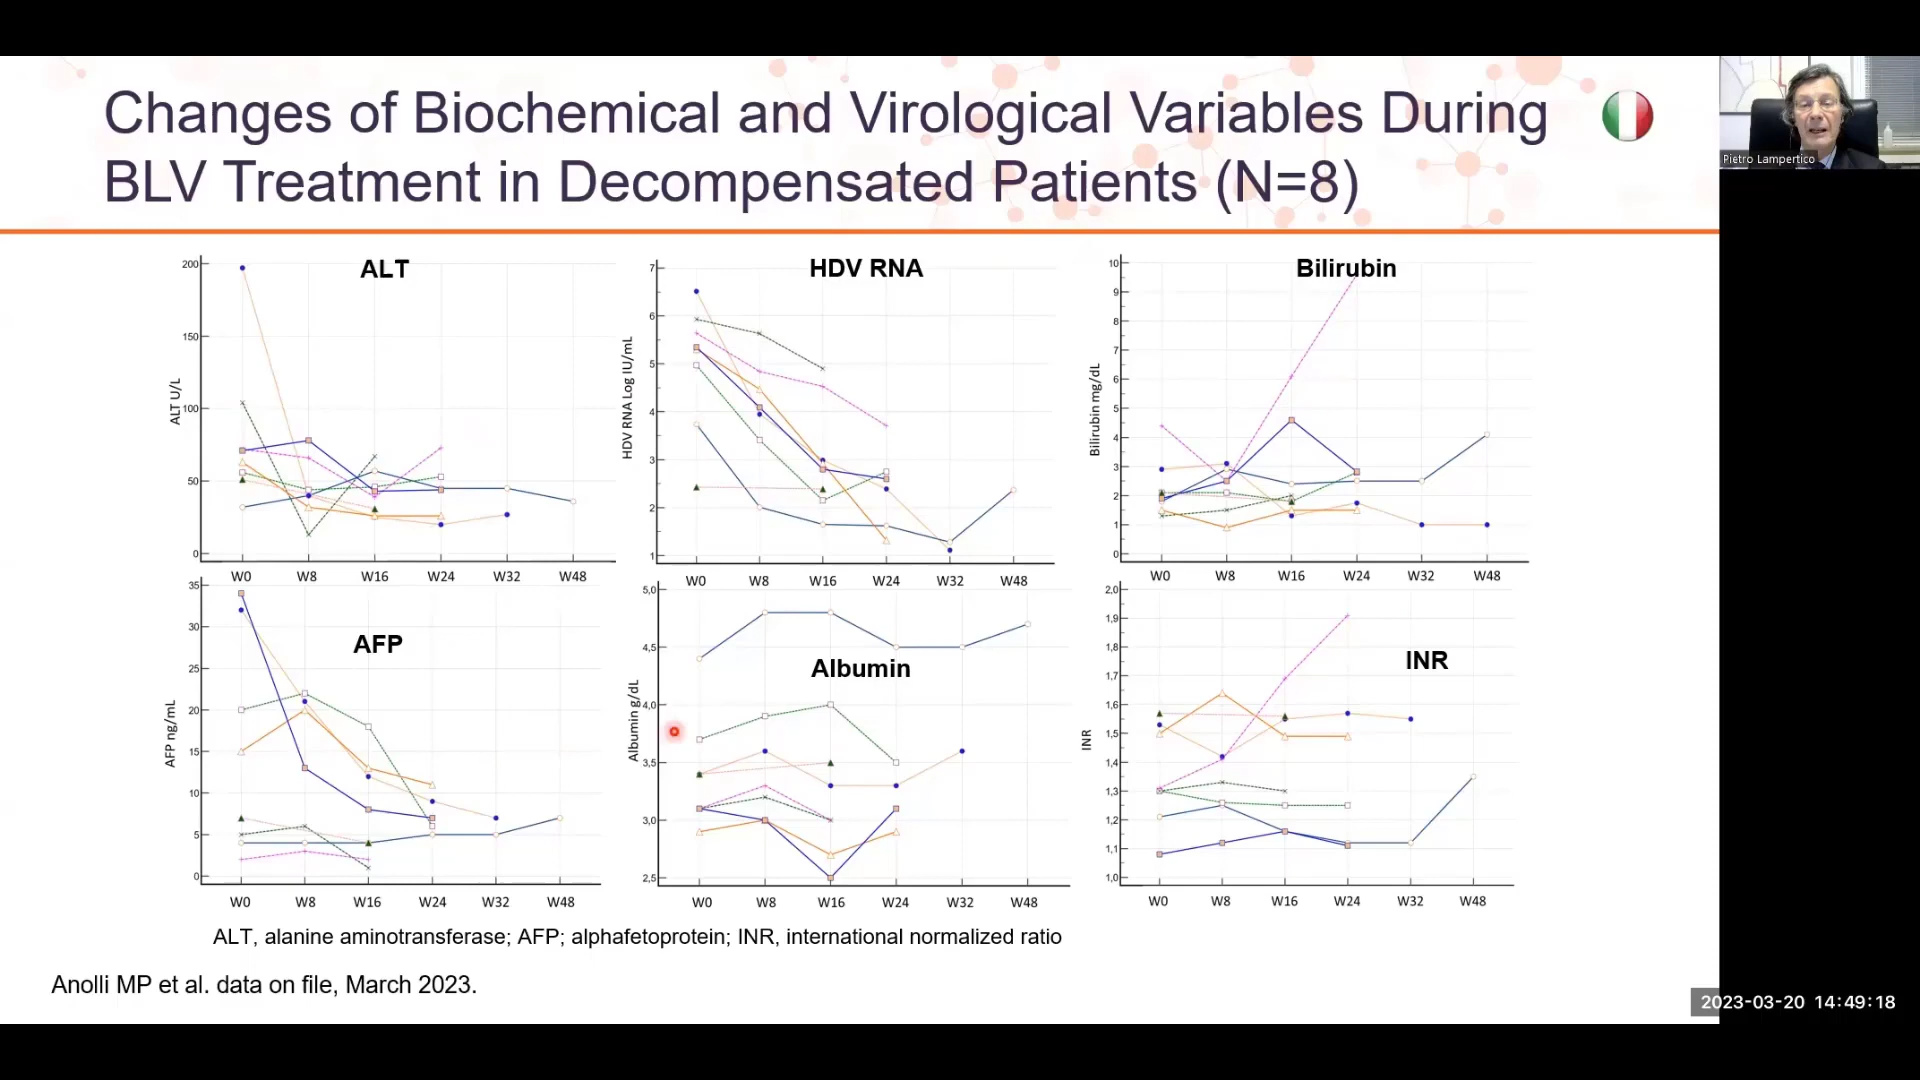 Changes of Biochemical and Virological Variables During
BLV Treatment in Decompensated Patients (N=8)
Pietro Lampertico
ALT
ALT U/L
200
150
100
50
0
W0 W8 W16 W24 W32 W48
HDV RNA
HDV RNA Log IU/mL
7
6
5
4
3
2
1
W0 W8 W16 W24 W32 W48
Bilirubin
Bilirubin mg/dL
10
9
8
7
6
5
4
3
2
1
0
W0 W8 W16 W24 W32 W48
AFP
AFP ng/mL
35
30
25
20
15
10
5
0
W0 W8 W16 W24 W32 W48
Albumin
Albumin g/dL
5,0
4,5
4,0
3,5
3,0
2,5
W0 W8 W16 W24 W32 W48
INR
INR
2,0
1,9
1,8
1,7
1,6
1,5
1,4
1,3
1,2
1,1
1,0
W0 W8 W16 W24 W32 W48
ALT, alanine aminotransferase; AFP; alphafetoprotein; INR, international normalized ratio
Anolli MP et al. data on file, March 2023.
2023-03-20 14:49:18